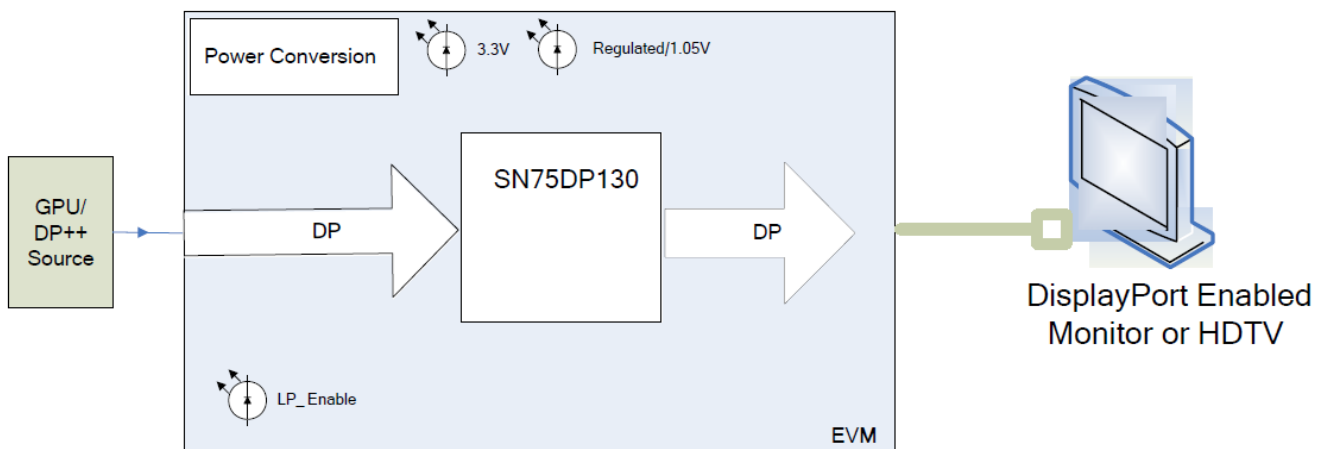 Power Conversion
3.3V
Regulated/1.05V
GPU/
DP++
Source
DP
SN75DP130
DP
DisplayPort Enabled
Monitor or HDTV
LP_Enable
EVM